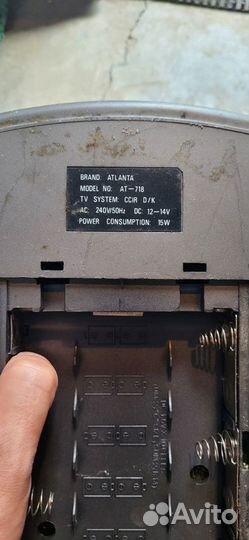 BRAND: ATLANTA
MODEL NO: AT-718
TV SYSTEM: CCIR D/K
AC: 240V/50Hz DC: 12-14V
POWER CONSUMPTION: 15W
Avito